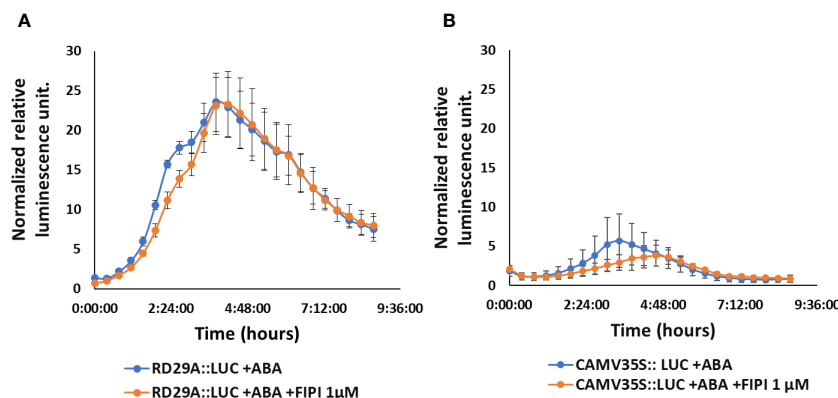 A
Normalized relative
luminescence unit.
30
25
20
15
10
5
0
0:00:00 2:24:00 4:48:00 7:12:00 9:36:00
Time (hours)
RD29A::LUC +ABA
RD29A::LUC +ABA +FIPI 1µM
B
Normalized relative
luminescence unit.
30
25
20
15
10
5
0
0:00:00 2:24:00 4:48:00 7:12:00 9:36:00
Time (hours)
CAMV35S:: LUC +ABA
CAMV35S::LUC +ABA +FIPI 1 µM